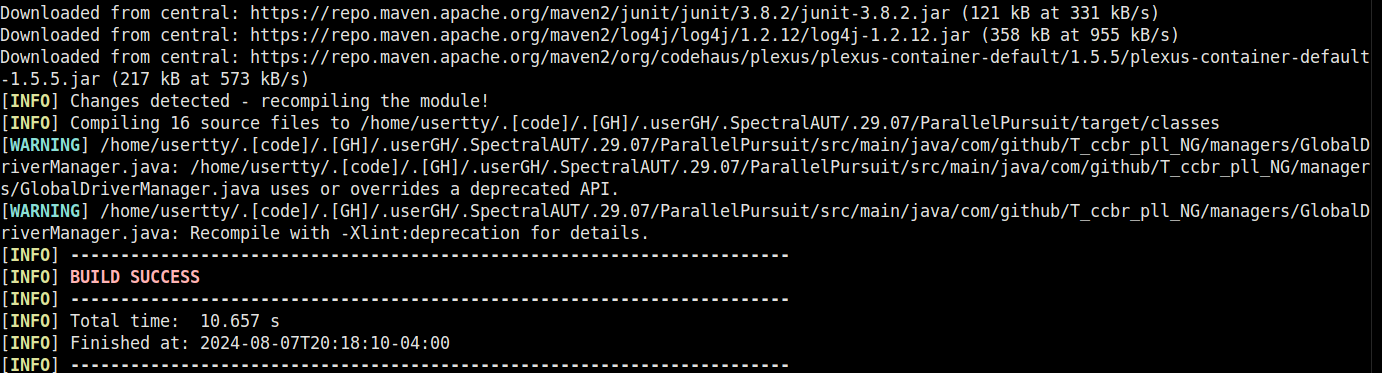 Downloaded from central: https://repo.maven.apache.org/maven2/junit/junit/3.8.2/junit-3.8.2.jar (121 kB at 331 kB/s)
Downloaded from central: https://repo.maven.apache.org/maven2/log4j/log4j/1.2.12/log4j-1.2.12.jar (358 kB at 955 kB/s)
Downloaded from central: https://repo.maven.apache.org/maven2/org/codehaus/plexus/plexus-container-default/1.5.5/plexus-container-default
-1.5.5.jar (217 kB at 573 kB/s)
[INFO] Changes detected - recompiling the module!
[INFO] Compiling 16 source files to /home/usertty/.[code]/.[GH]/.userGH/.SpectralAUT/.29.07/ParallelPursuit/target/classes
[WARNING] /home/usertty/.[code]/.[GH]/.userGH/.SpectralAUT/.29.07/ParallelPursuit/src/main/java/com/github/T_ccbr_pll_NG/managers/GlobalD
riverManager.java: /home/usertty/.[code]/.[GH]/.userGH/.SpectralAUT/.29.07/ParallelPursuit/src/main/java/com/github/T_ccbr_pll_NG/manager
s/GlobalDriverManager.java uses or overrides a deprecated API.
[WARNING] /home/usertty/.[code]/.[GH]/.userGH/.SpectralAUT/.29.07/ParallelPursuit/src/main/java/com/github/T_ccbr_pll_NG/managers/GlobalD
riverManager.java: Recompile with -Xlint:deprecation for details.
[INFO] ------------------------------------------------------------------------
[INFO] BUILD SUCCESS
[INFO] ------------------------------------------------------------------------
[INFO] Total time:  10.657 s
[INFO] Finished at: 2024-08-07T20:18:10-04:00
[INFO] ------------------------------------------------------------------------